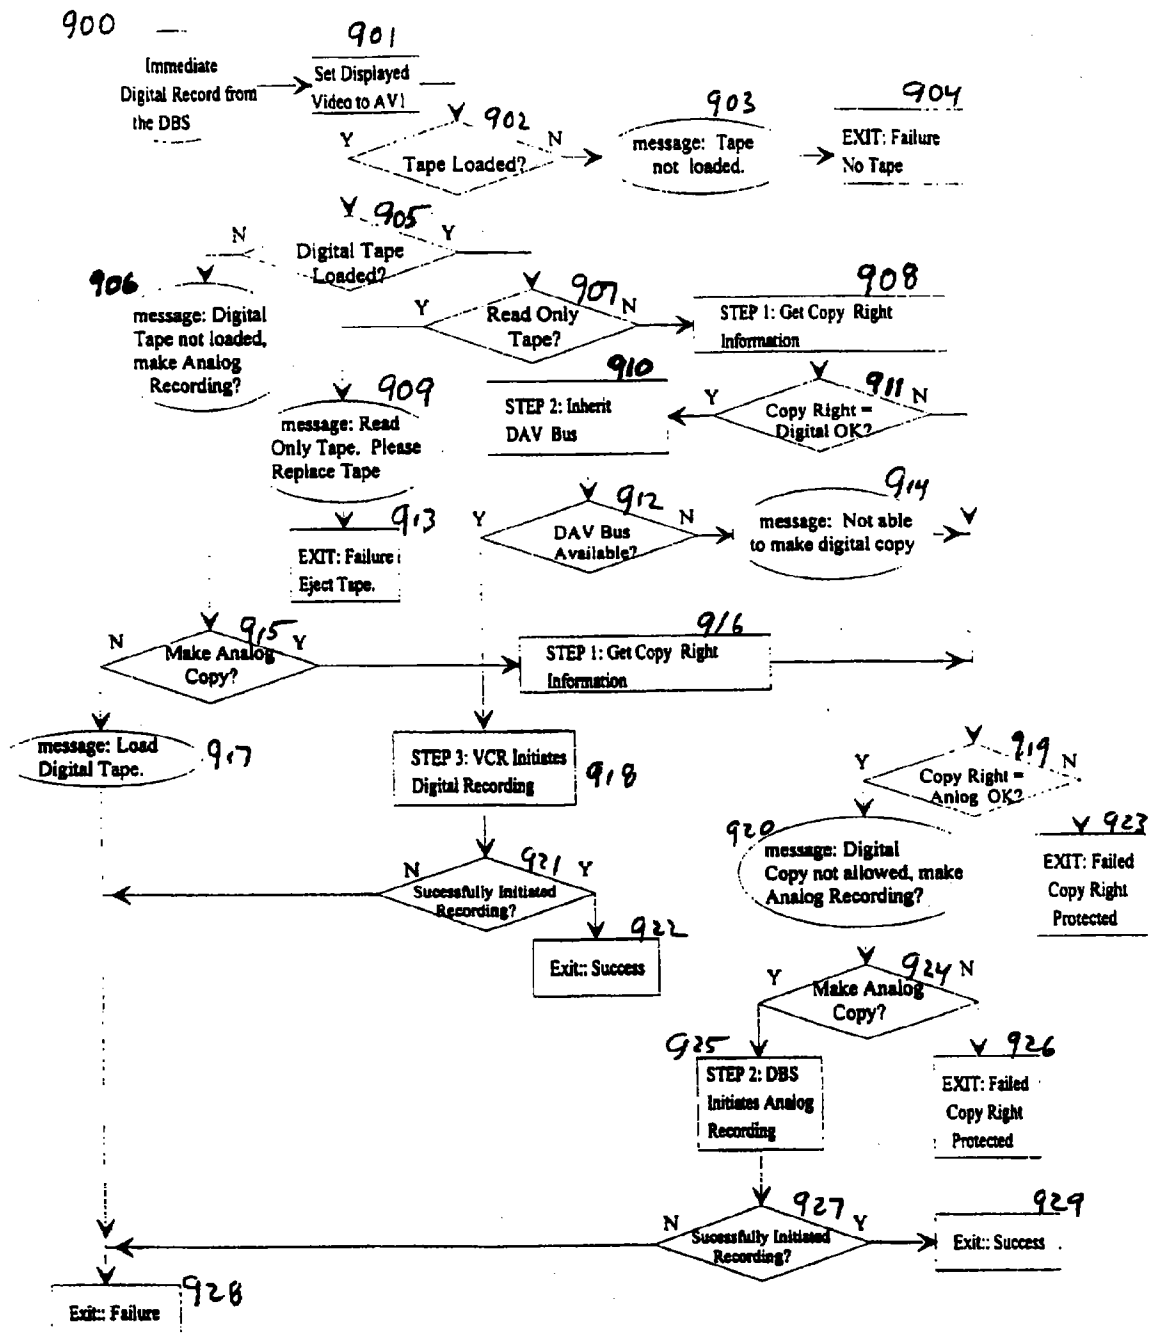 900
901
Immediate
Digital Record from
the DBS
Set Displayed
Video to AV1
902
Y
N
Tape Loaded?
903
message: Tape
not loaded.
904
EXIT: Failure
No Tape
905
N
Y
Digital Tape
Loaded?
906
message: Digital
Tape not loaded,
make Analog
Recording?
907
Y
N
Read Only
Tape?
908
STEP 1: Get Copy Right
Information
909
message: Read
Only Tape. Please
Replace Tape
910
STEP 2: Inherit
DAV Bus
911
Y
N
Copy Right =
Digital OK?
912
Y
N
DAV Bus
Available?
914
message: Not able
to make digital copy
913
EXIT: Failure
Eject Tape.
915
N
Y
Make Analog
Copy?
916
STEP 1: Get Copy Right
Information
message: Load
Digital Tape.
917
STEP 3: VCR Initiates
Digital Recording
918
919
Y
N
Copy Right =
Anlog OK?
920
message: Digital
Copy not allowed, make
Analog Recording?
923
EXIT: Failed
Copy Right
Protected
921
N
Y
Sucessfully Initiated
Recording?
922
Exit:: Success
924
Y
N
Make Analog
Copy?
925
STEP 2: DBS
Initiates Analog
Recording
926
EXIT: Failed
Copy Right
Protected
927
N
Y
Sucessfully Initiated
Recording?
929
Exit:: Success
928
Exit:: Failure